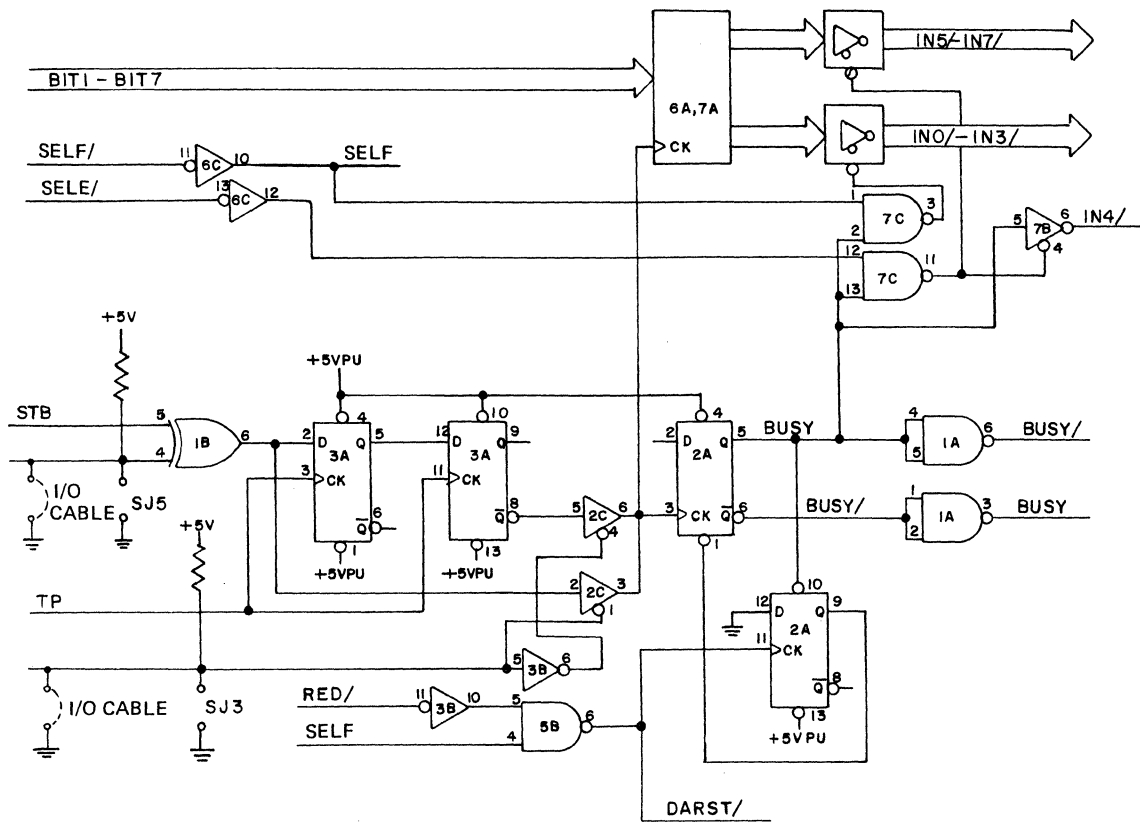 IN5/-IN7/
BIT1 - BIT7
6A, 7A
CK
IN0/-IN3/
SELF/ 11 6C 10 SELF
SELE/ 13 6C 12
1 2 7C 3
12 13 7C 11
5 7B 6 4 IN4/
+5V
+5VPU
STB 5 4 1B 6
2 D 4 Q 5 3A 3 CK Q 6 1
+5VPU
12 D 10 Q 9 3A 11 CK Q 8 13
+5VPU
5 2C 6 4
2 2C 3 1
2 D 4 Q 5 2A 3 CK Q 6 1
BUSY
4 5 1A 6 BUSY/
BUSY/
1 2 1A 3 BUSY
I/O CABLE
SJ5
+5V
TP
12 D 10 Q 9 2A 11 CK Q 8 13
+5VPU
5 3B 6
I/O CABLE
SJ3
RED/ 11 3B 10
SELF
5 4 5B 6
DARST/